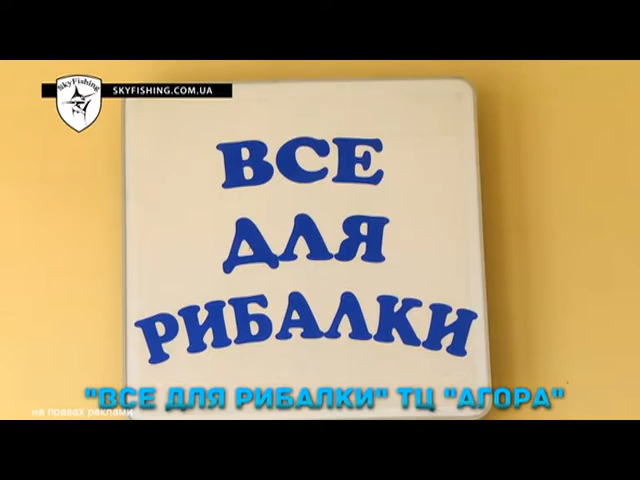 SkyFishing
SKYFISHING.COM.UA
ВСЕ
ДЛЯ
РИБАЛКИ
"ВСЕ ДЛЯ РИБАЛКИ" ТЦ "АГОРА"
на правах реклами